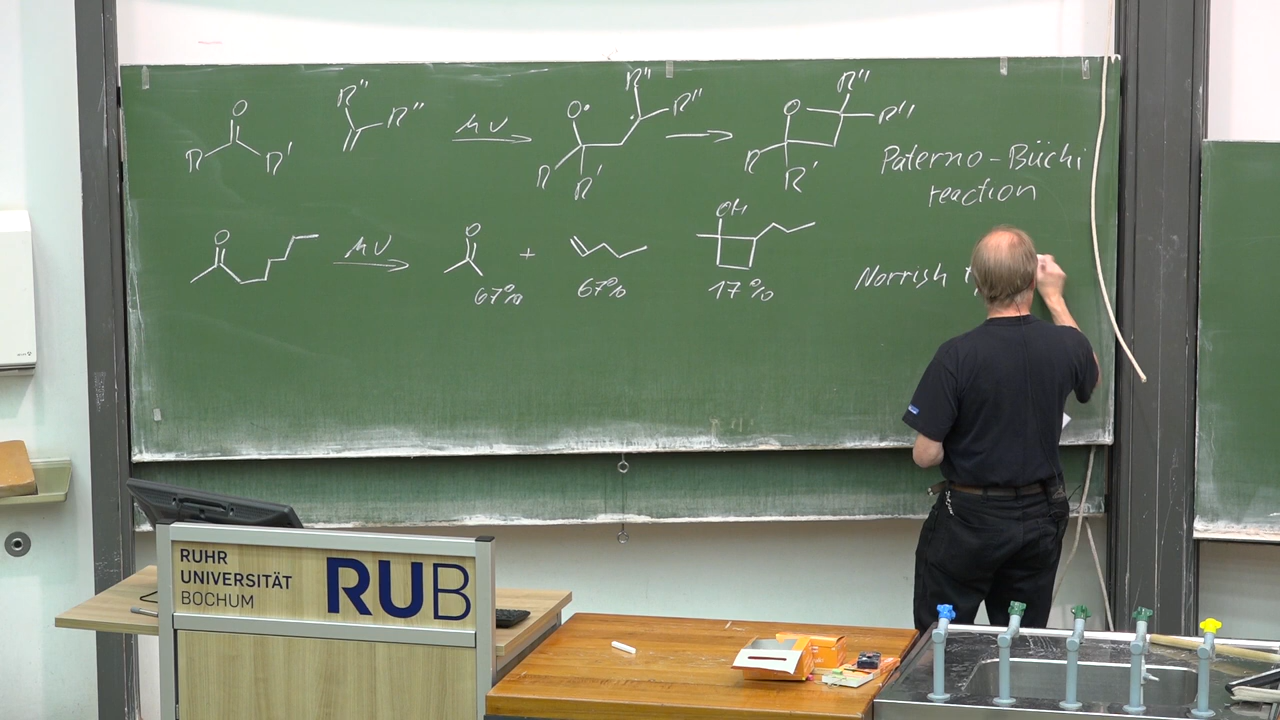 O R'' R'' hν O• R'' R'' O R'' R''
R R' R R' R R'
Paterno-Büchi
reaction
O hν O + OH
67% 67% 17%
Norrish t
RUHR
UNIVERSITÄT
BOCHUM
RUB